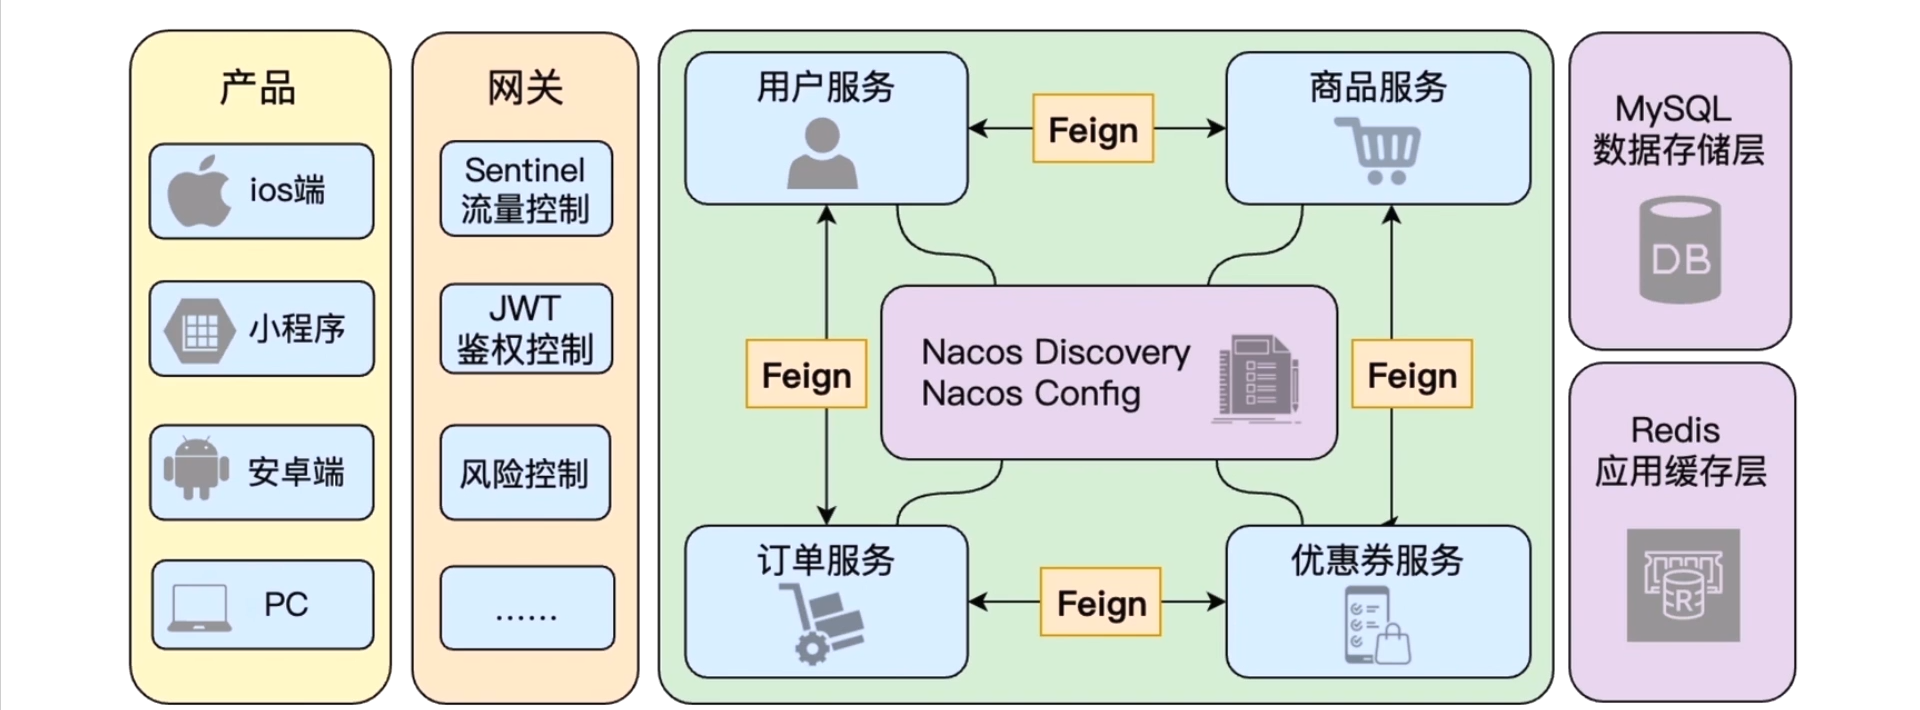 产品
ios端
小程序
安卓端
PC
网关
Sentinel
流量控制
JWT
鉴权控制
风险控制
......
用户服务
Feign
商品服务
Feign
Nacos Discovery
Nacos Config
Feign
订单服务
Feign
优惠券服务
MySQL
数据存储层
DB
Redis
应用缓存层
R